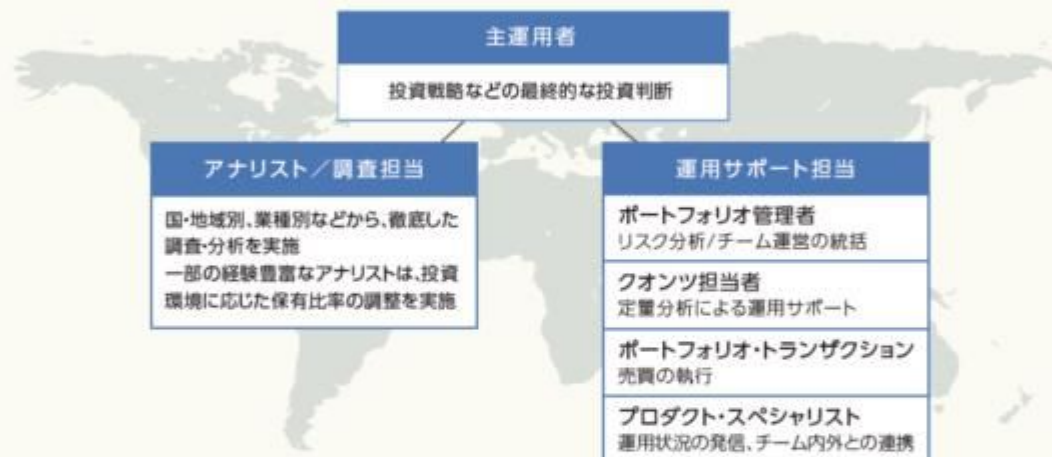 主運用者
投資戦略などの最終的な投資判断
アナリスト／調査担当
国・地域別、業種別などから、徹底した
調査・分析を実施
一部の経験豊富なアナリストは、投資
環境に応じた保有比率の調整を実施
運用サポート担当
ポートフォリオ管理者
リスク分析/チーム運営の統括
クオンツ担当者
定量分析による運用サポート
ポートフォリオ・トランザクション
売買の執行
プロダクト・スペシャリスト
運用状況の発信、チーム内外との連携